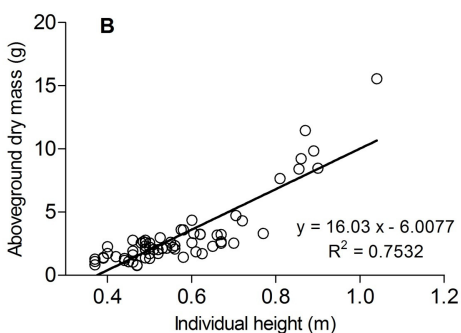 B
Aboveground dry mass (g)
20
15
10
5
0
y = 16.03 x - 6.0077
R² = 0.7532
0.4 0.6 0.8 1.0 1.2
Individual height (m)